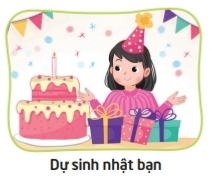 Dự sinh nhật bạn